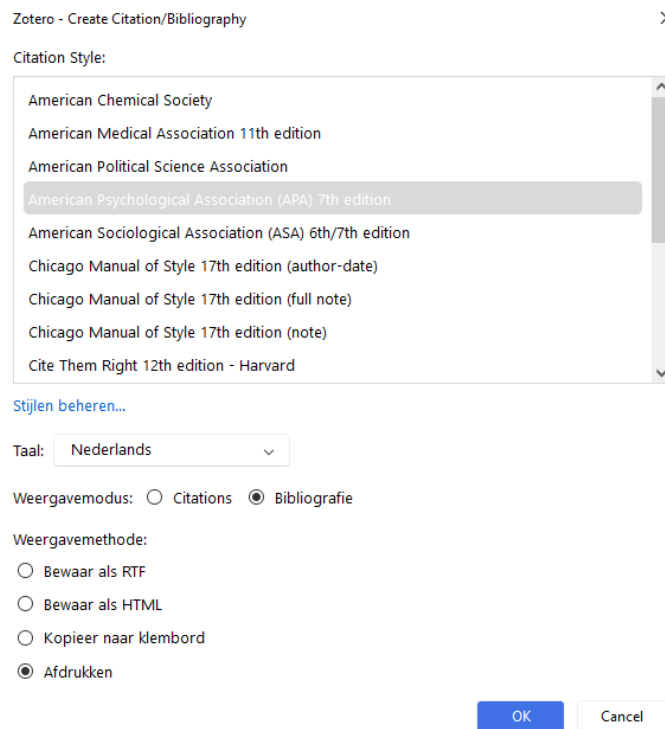 Zotero - Create Citation/Bibliography
Citation Style:
American Chemical Society
American Medical Association 11th edition
American Political Science Association
American Psychological Association (APA) 7th edition
American Sociological Association (ASA) 6th/7th edition
Chicago Manual of Style 17th edition (author-date)
Chicago Manual of Style 17th edition (full note)
Chicago Manual of Style 17th edition (note)
Cite Them Right 12th edition - Harvard
Stijlen beheren...
Taal: Nederlands
Weergavemodus: Citations Bibliografie
Weergavemethode:
Bewaar als RTF
Bewaar als HTML
Kopieer naar klembord
Afdrukken
OK Cancel